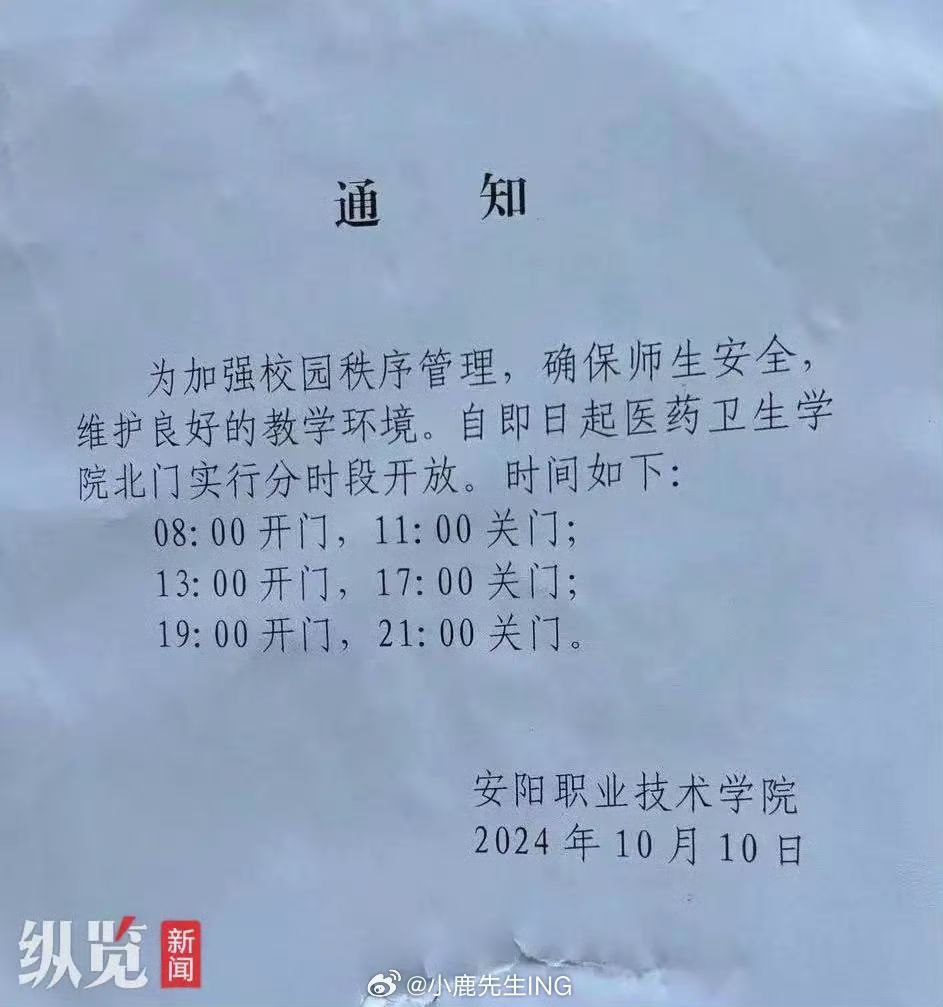 通 知
为加强校园秩序管理，确保师生安全，
维护良好的教学环境。自即日起医药卫生学
院北门实行分时段开放。时间如下：
08:00 开门，11:00 关门；
13:00 开门，17:00 关门；
19:00 开门，21:00 关门。
安阳职业技术学院
2024 年 10 月 10 日
纵览新闻
@小鹿先生ING